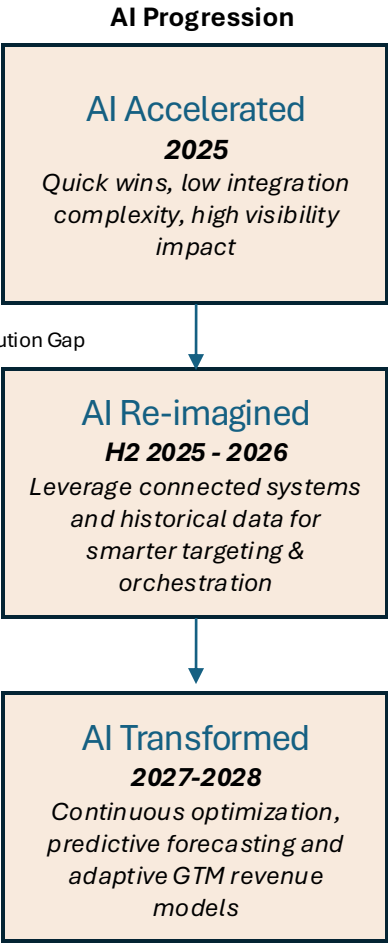 AI Progression
AI Accelerated
2025
Quick wins, low integration
complexity, high visibility
impact
Gap
AI Re-imagined
H2 2025 - 2026
Leverage connected systems
and historical data for
smarter targeting &
orchestration
AI Transformed
2027-2028
Continuous optimization,
predictive forecasting and
adaptive GTM revenue
models